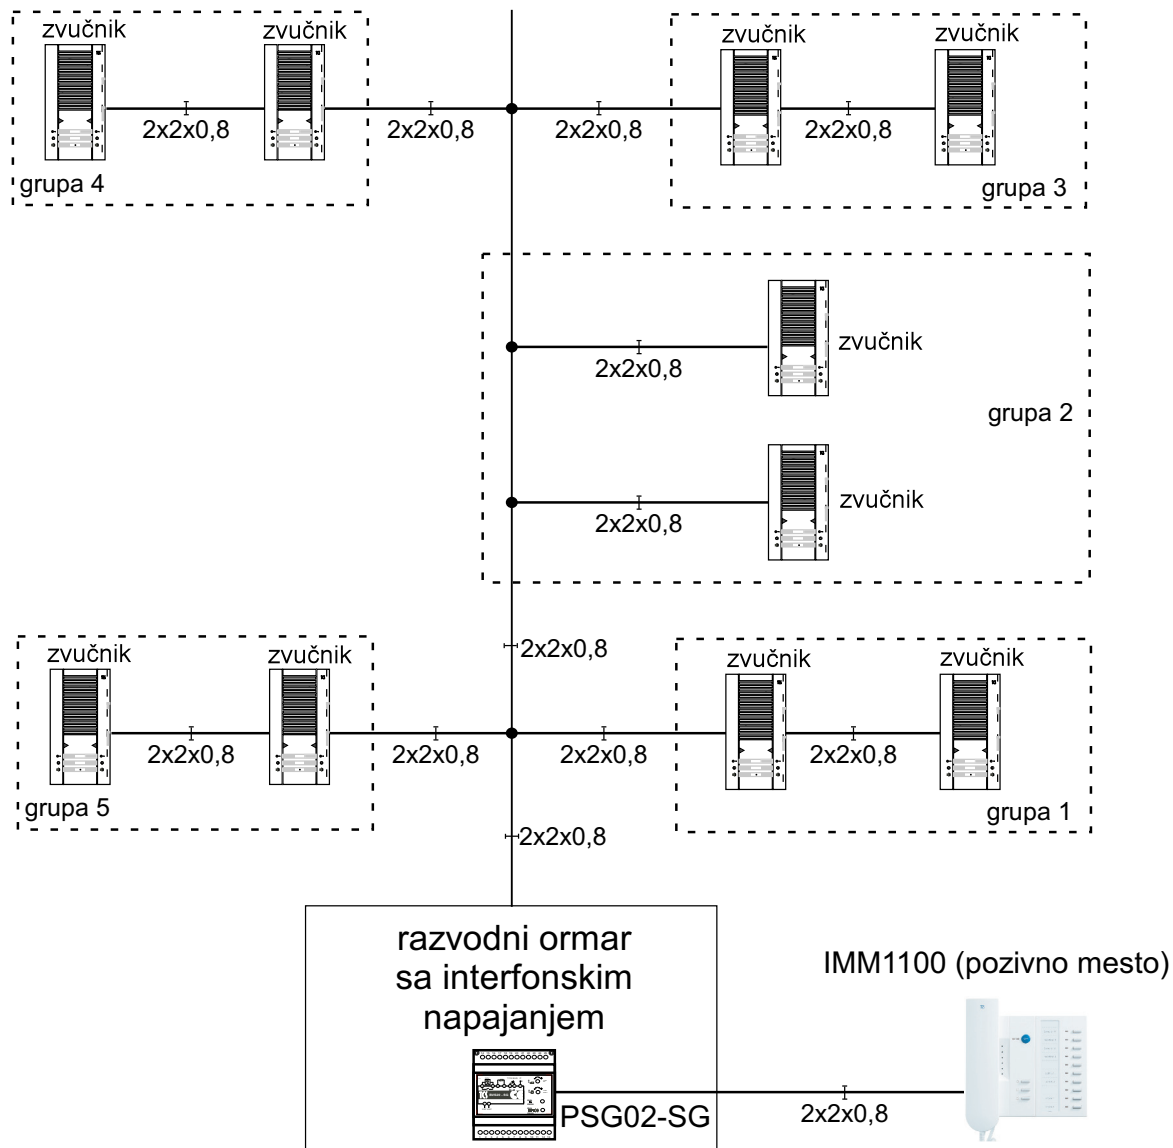 zvučnik
zvučnik
zvučnik
zvučnik
2x2x0,8
2x2x0,8
2x2x0,8
2x2x0,8
grupa 4
grupa 3
zvučnik
2x2x0,8
grupa 2
zvučnik
2x2x0,8
2x2x0,8
zvučnik
zvučnik
zvučnik
zvučnik
2x2x0,8
2x2x0,8
2x2x0,8
2x2x0,8
grupa 5
grupa 1
2x2x0,8
razvodni ormar
sa interfonskim
napajanjem
IMM1100 (pozivno mesto)
PSG02-SG
2x2x0,8